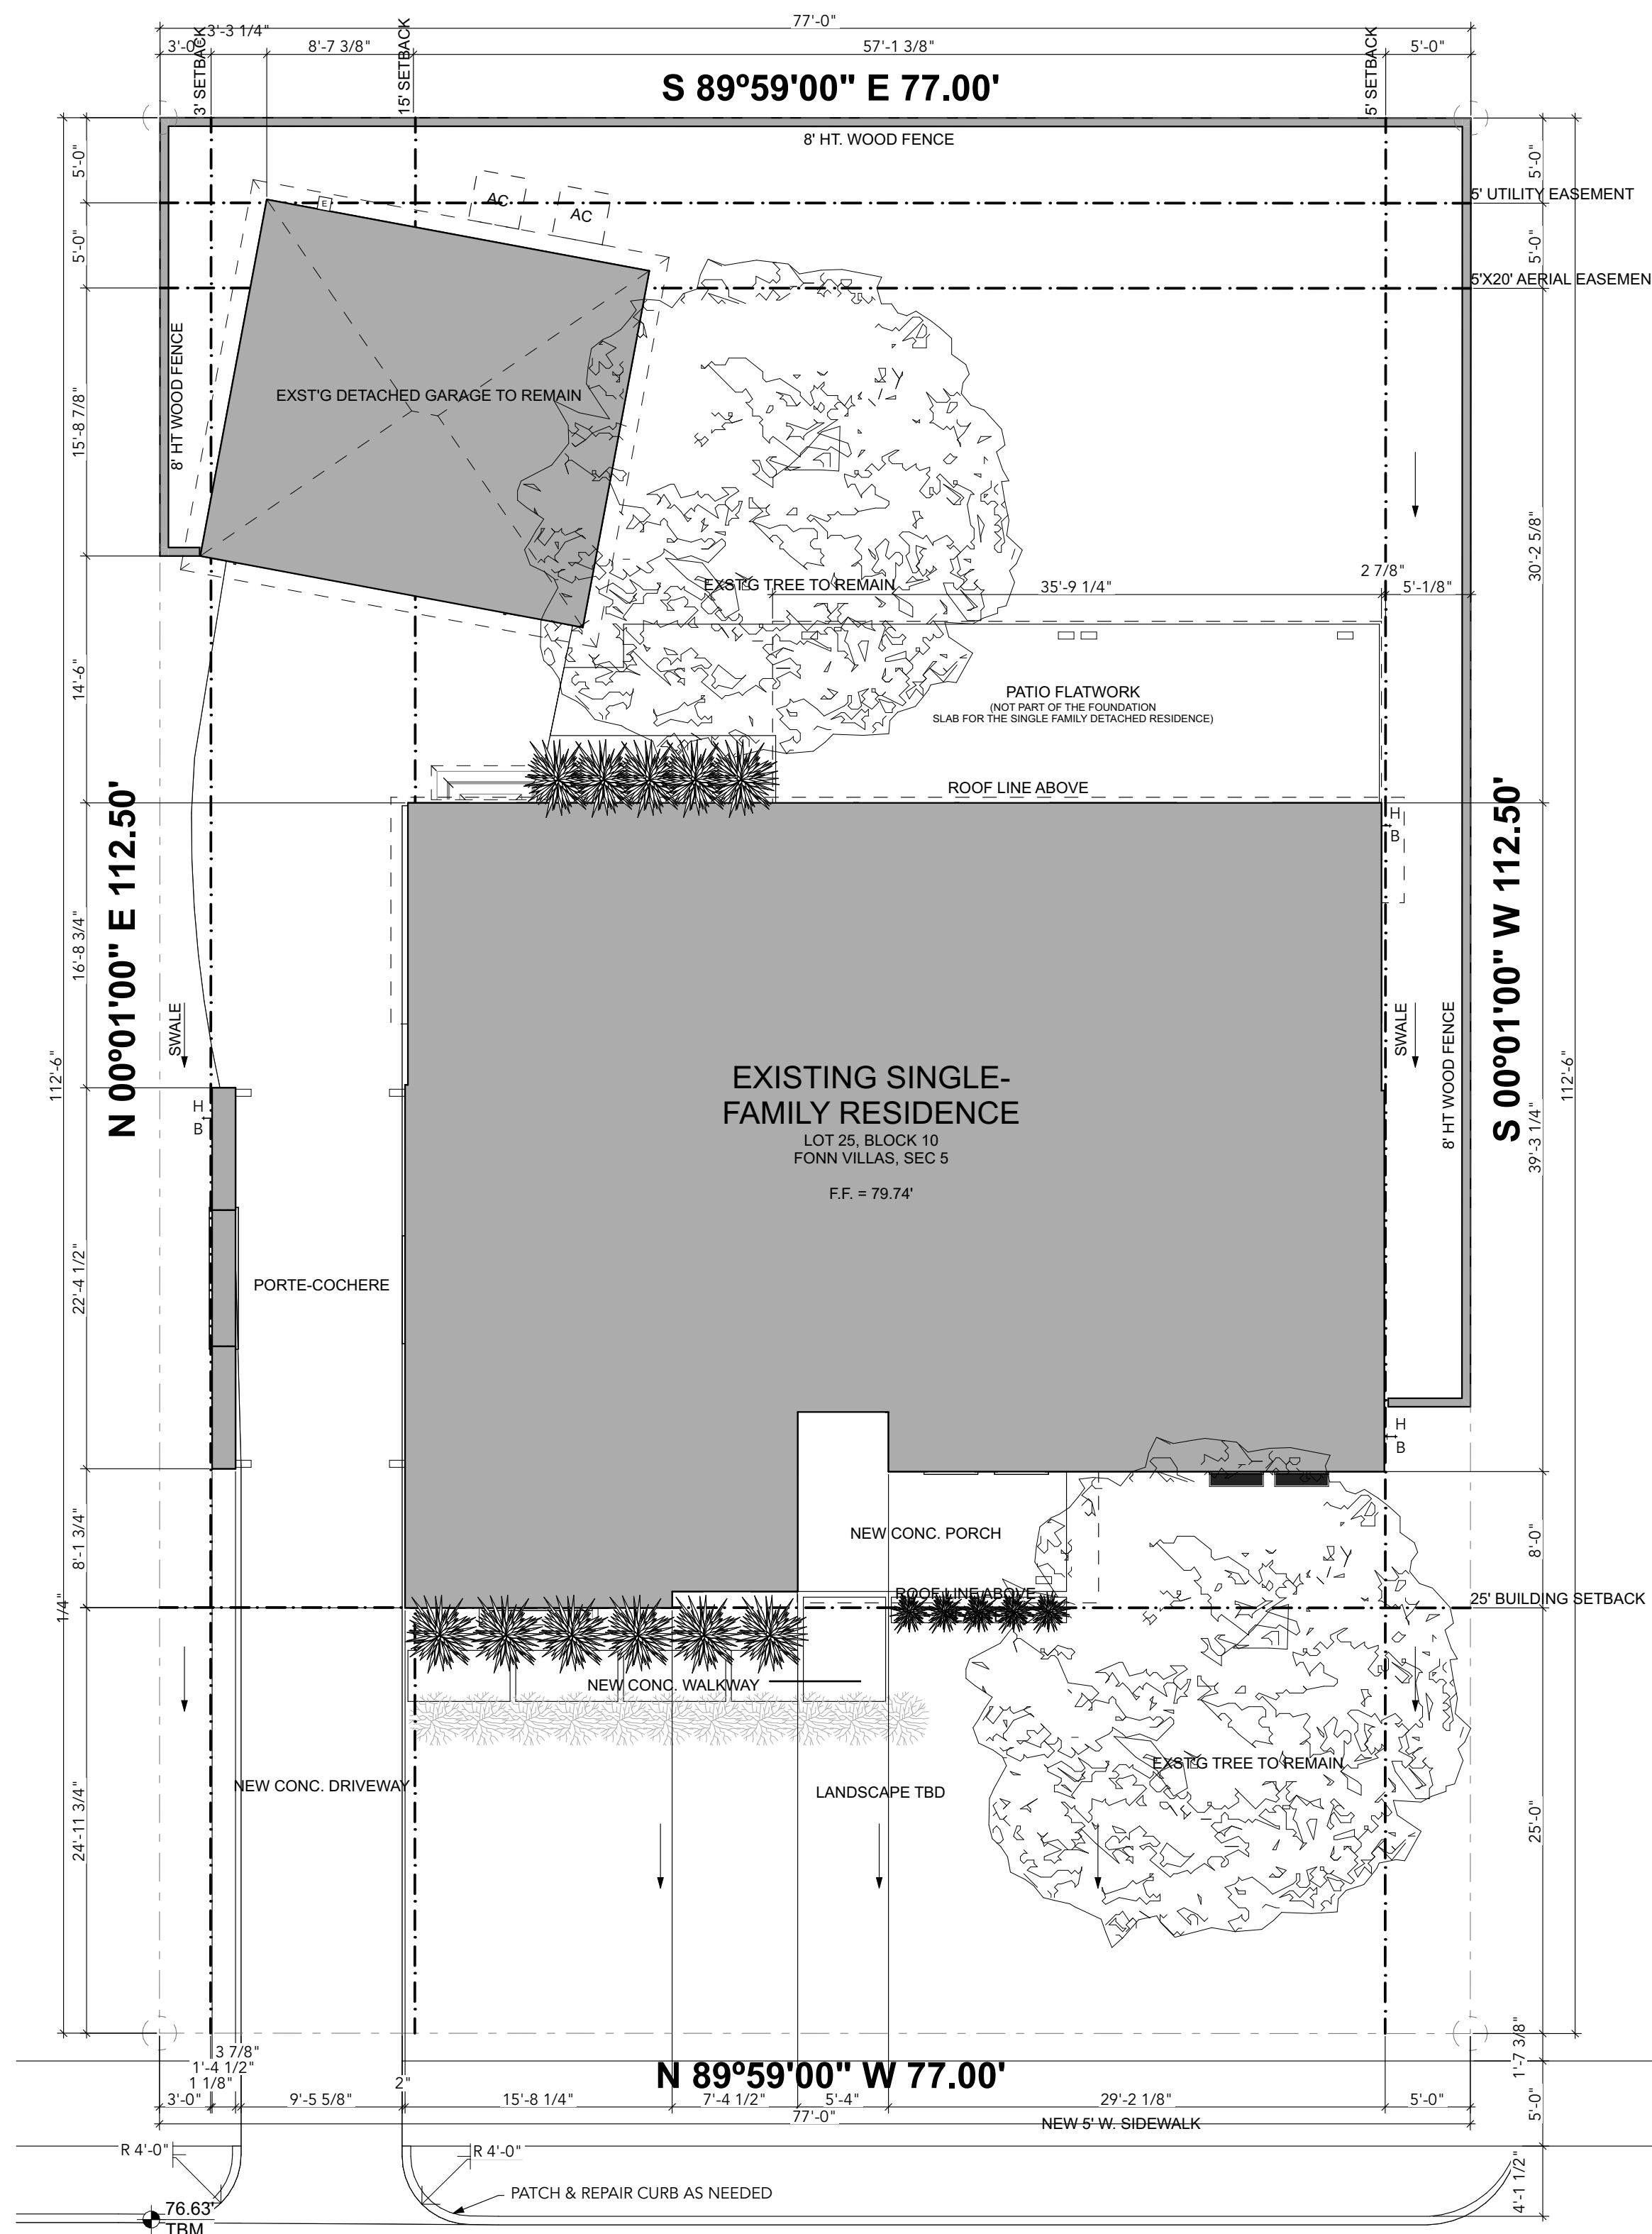 77'-0"
3'-3 1/4"
3'-0"
8'-7 3/8"
57'-1 3/8"
5'-0"
3' SETBACK
15' SETBACK
5' SETBACK
S 89º59'00" E 77.00'
8' HT. WOOD FENCE
5'-0"
5'-0"
AC
AC
E
5' UTILITY EASEMENT
5'-0"
5'-0"
5'X20' AERIAL EASEMEN
8' HT WOOD FENCE
EXST'G DETACHED GARAGE TO REMAIN
15'-8 7/8"
30'-2 5/8"
EXST'G TREE TO REMAIN
35'-9 1/4"
2 7/8"
5'-1/8"
14'-6"
PATIO FLATWORK
(NOT PART OF THE FOUNDATION
SLAB FOR THE SINGLE FAMILY DETACHED RESIDENCE)
ROOF LINE ABOVE
H
B
N 00º01'00" E 112.50'
S 00º01'00" W 112.50'
16'-8 3/4"
SWALE
SWALE
8' HT WOOD FENCE
112'-6"
112'-6"
39'-3 1/4"
H
B
EXISTING SINGLE-
FAMILY RESIDENCE
LOT 25, BLOCK 10
FONN VILLAS, SEC 5
F.F. = 79.74'
22'-4 1/2"
PORTE-COCHERE
H
B
8'-1 3/4"
NEW CONC. PORCH
8'-0"
ROOF LINE ABOVE
1/4"
25' BUILDING SETBACK
NEW CONC. WALKWAY
EXST'G TREE TO REMAIN
NEW CONC. DRIVEWAY
LANDSCAPE TBD
24'-11 3/4"
25'-0"
3 7/8"
1'-4 1/2"
1 1/8"
2"
N 89º59'00" W 77.00'
1'-7 3/8"
3'-0"
9'-5 5/8"
15'-8 1/4"
7'-4 1/2"
5'-4"
29'-2 1/8"
5'-0"
5'-0"
77'-0"
NEW 5' W. SIDEWALK
R 4'-0"
R 4'-0"
4'-1 1/2"
PATCH & REPAIR CURB AS NEEDED
76.63'
TBM